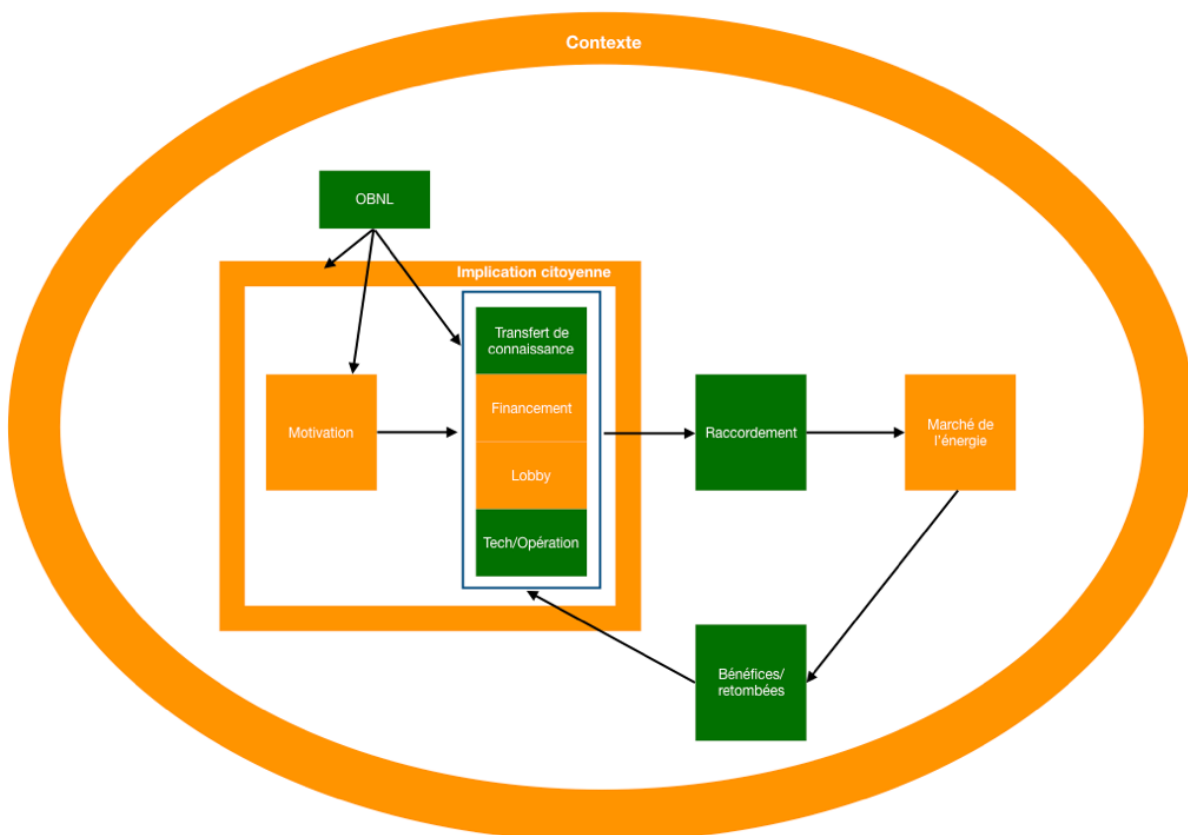 Contexte
OBNL
Implication citoyenne
Transfert de
connaissance
Financement
Motivation
Lobby
Tech/Opération
Raccordement
Marché de
l'énergie
Bénéfices/
retombées